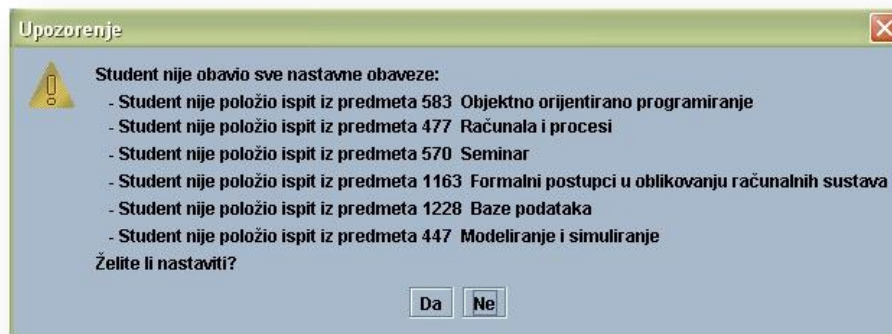 Upozorenje
Student nije obavio sve nastavne obaveze:
- Student nije položio ispit iz predmeta 583 Objektno orijentirano programiranje
- Student nije položio ispit iz predmeta 477 Računala i procesi
- Student nije položio ispit iz predmeta 570 Seminar
- Student nije položio ispit iz predmeta 1163 Formalni postupci u oblikovanju računalnih sustava
- Student nije položio ispit iz predmeta 1228 Baze podataka
- Student nije položio ispit iz predmeta 447 Modeliranje i simuliranje
Želite li nastaviti?
Da Ne